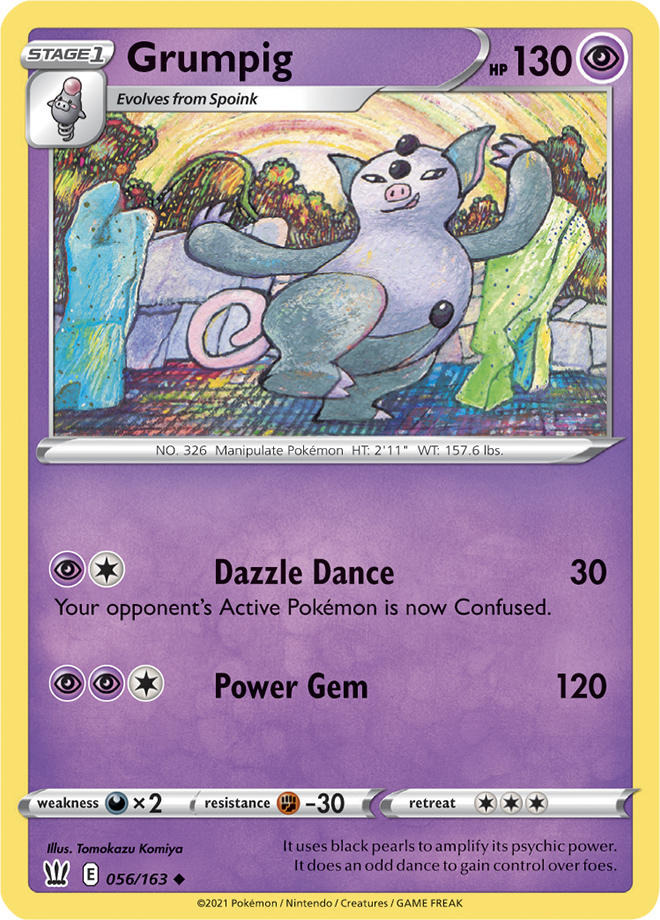 STAGE 1
Grumpig
HP 130
Evolves from Spoink
NO. 326 Manipulate Pokémon HT: 2'11" WT: 157.6 lbs.
Dazzle Dance 30
Your opponent's Active Pokémon is now Confused.
Power Gem 120
weakness ×2 resistance -30 retreat
Illus. Tomokazu Komiya
It uses black pearls to amplify its psychic power.
It does an odd dance to gain control over foes.
E 056/163
©2021 Pokémon / Nintendo / Creatures / GAME FREAK